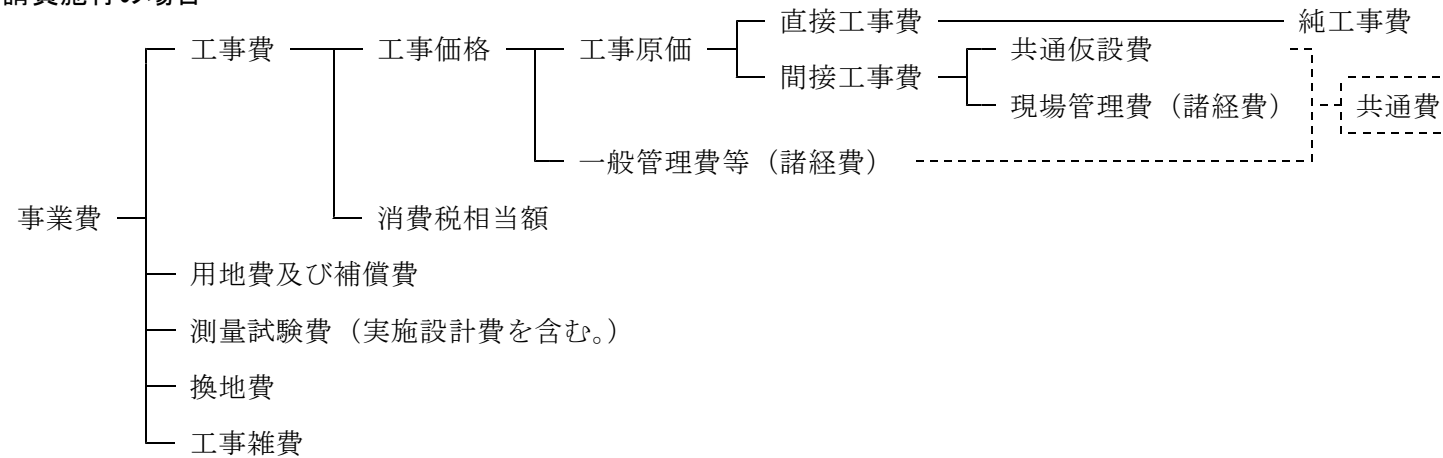 請負施行の場合
直接工事費 純工事費
工事費 工事価格 工事原価 共通仮設費
間接工事費
現場管理費（諸経費） 共通費
一般管理費等（諸経費）
事業費 消費税相当額
用地費及び補償費
測量試験費（実施設計費を含む。）
換地費
工事雑費